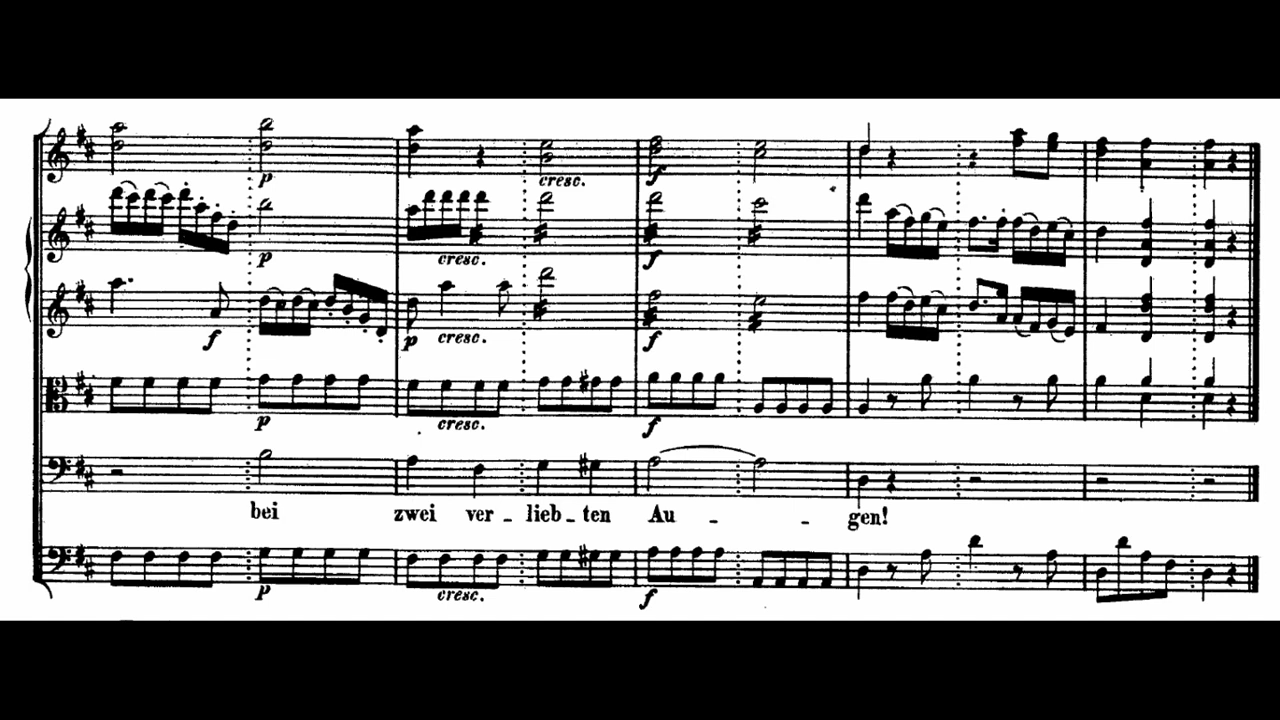 p cresc. f
p cresc. f
f p cresc. f
p cresc. f
bei zwei ver - lieb - ten Au - - gen!
p cresc. f